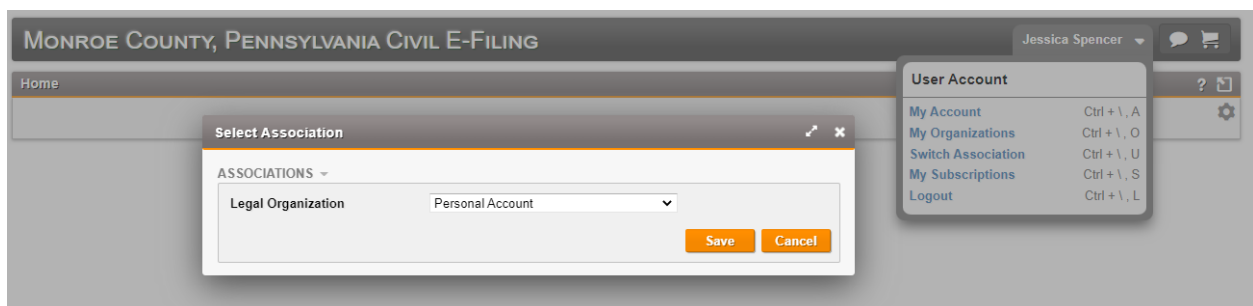 Monroe County, Pennsylvania Civil E-Filing
Jessica Spencer
Home
?
User Account
My Account Ctrl + \ , A
My Organizations Ctrl + \ , O
Switch Association Ctrl + \ , U
My Subscriptions Ctrl + \ , S
Logout Ctrl + \ , L
Select Association
ASSOCIATIONS
Legal Organization Personal Account
Save Cancel